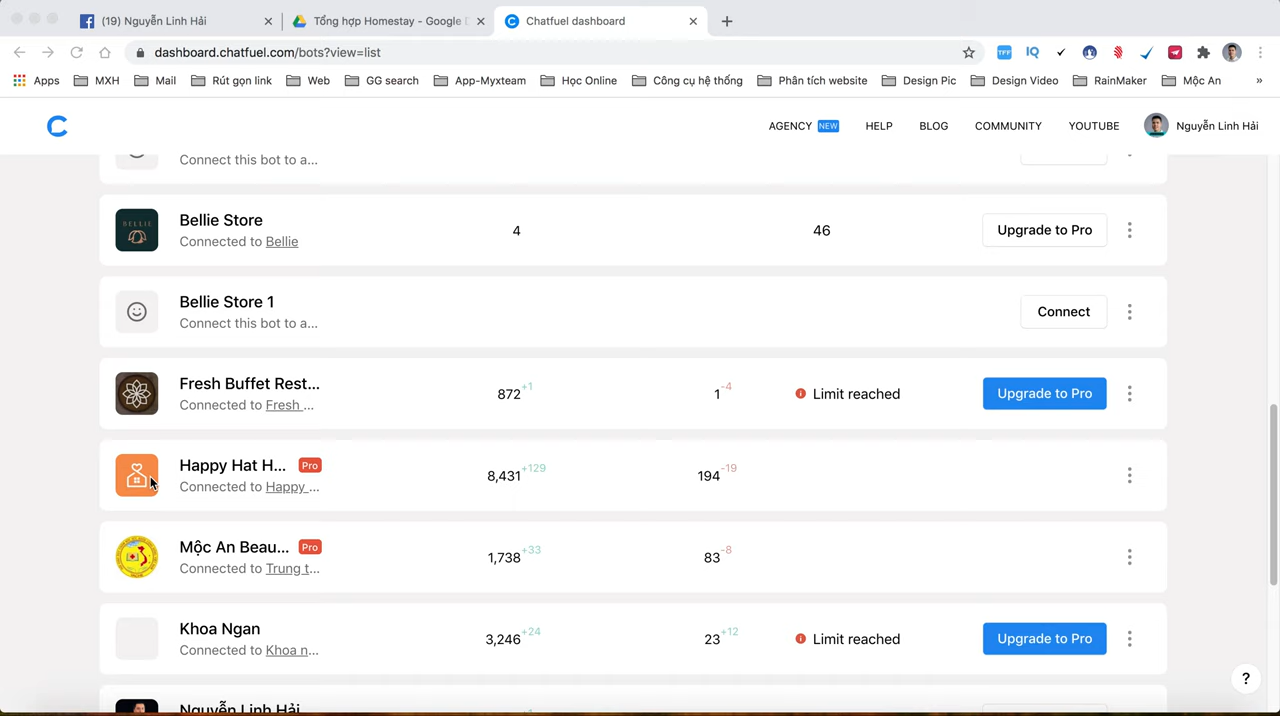 (19) Nguyễn Linh Hải
Tổng hợp Homestay - Google D
Chatfuel dashboard
dashboard.chatfuel.com/bots?view=list
TFF
IQ
Apps
MXH
Mail
Rút gọn link
Web
GG search
App-Myxteam
Học Online
Công cụ hệ thống
Phân tích website
Design Pic
Design Video
RainMaker
Mộc An
»
AGENCY NEW
HELP
BLOG
COMMUNITY
YOUTUBE
Nguyễn Linh Hải
Connect this bot to a...
BELLIE
Bellie Store
Connected to Bellie
4
46
Upgrade to Pro
Bellie Store 1
Connect this bot to a...
Connect
Fresh Buffet Rest...
Connected to Fresh ...
872 +1
1 -4
Limit reached
Upgrade to Pro
Happy Hat H... Pro
Connected to Happy ...
8,431 +129
194 -19
Mộc An Beau... Pro
Connected to Trung t...
1,738 +33
83 -8
Khoa Ngan
Connected to Khoa n...
3,246 +24
23 +12
Limit reached
Upgrade to Pro
Nguyễn Linh Hải
?